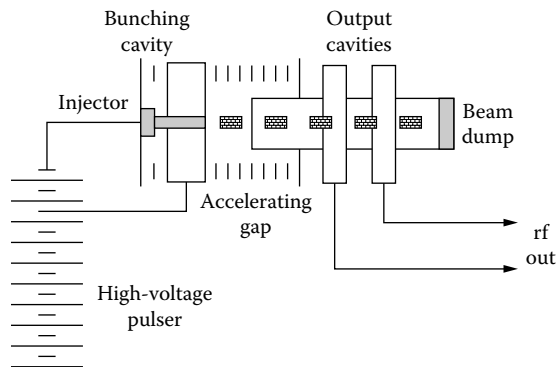 Bunching
cavity
Output
cavities
Injector
Beam
dump
Accelerating
gap
rf
out
High-voltage
pulser